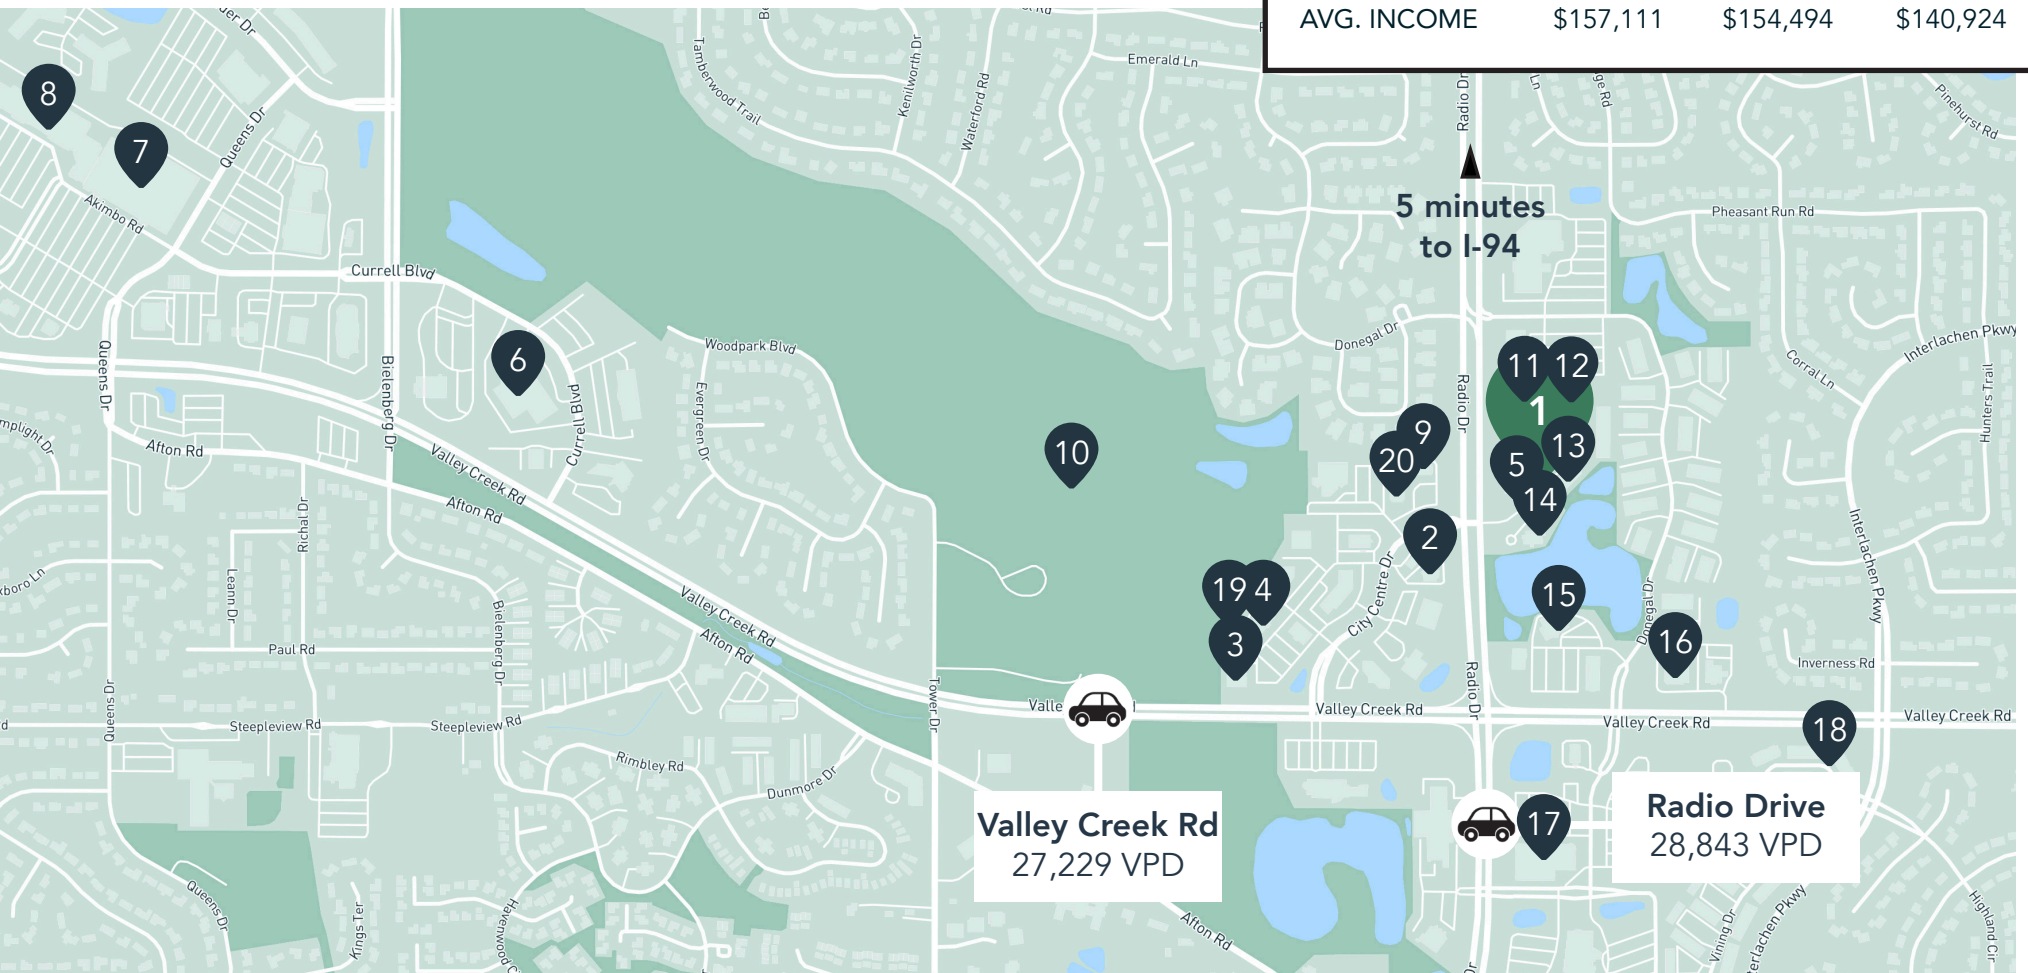 AVG. INCOME $157,111 $154,494 $140,924
Emerald Ln
Tamberwood Trail
Kenilworth Dr
Waterford Rd
Radio Dr
Ln
Pinehurst Rd
8
7
Queens Dr
Akimbo Rd
5 minutes
to I-94
Pheasant Run Rd
Currell Blvd
Interlachen Pkwy
Donegal Dr
Woodpark Blvd
6
Queens Dr
Bielenberg Dr
Currell Blvd
Evergreen Dr
Radio Dr
11
12
1
Corral Ln
Hunters Trail
9
20
13
5
14
10
Afton Rd
Valley Creek Rd
Afton Rd
Richal Dr
2
Interlachen Pkwy
Leann Dr
Bielenberg Dr
19
4
3
City Centre Dr
15
Donegal Dr
16
Valley Creek Rd
Afton Rd
Paul Rd
Inverness Rd
Queens Dr
Tower Dr
Radio Dr
Steepleview Rd
Steepleview Rd
Valle
Valley Creek Rd
Valley Creek Rd
Valley Creek Rd
18
Rimbley Rd
Dunmore Dr
17
Valley Creek Rd
27,229 VPD
Radio Drive
28,843 VPD
Queens Dr
Kings Ter
Afton Rd
Vining Dr
erlachen Pkwy
Highland Cir